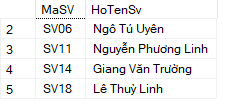 MaSV HoTenSv
2 SV06 Ngô Tú Uyên
3 SV11 Nguyễn Phương Linh
4 SV14 Giang Văn Trưởng
5 SV18 Lê Thuỳ Linh